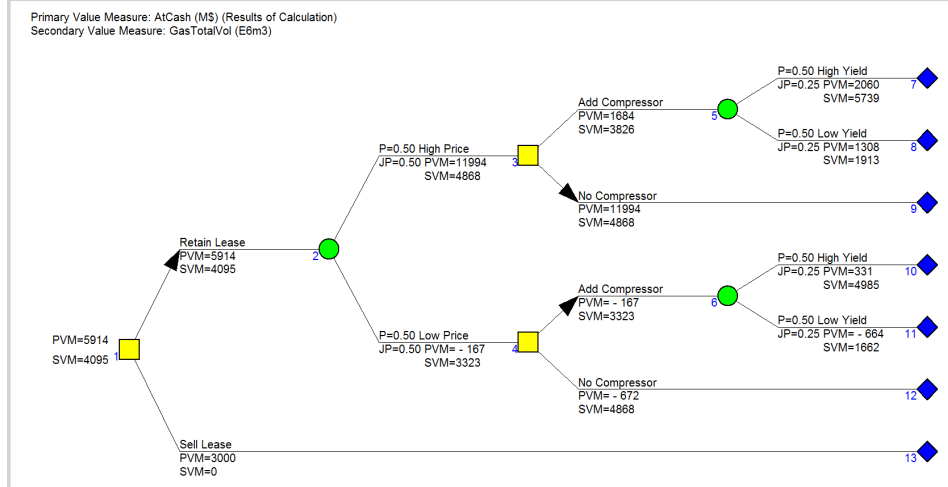 Primary Value Measure: AtCash (M$) (Results of Calculation)
Secondary Value Measure: GasTotalVol (E6m3)
P=0.50 High Yield
JP=0.25 PVM=2060
SVM=5739
7
Add Compressor
PVM=1684
SVM=3826
5
P=0.50 Low Yield
JP=0.25 PVM=1308
SVM=1913
8
P=0.50 High Price
JP=0.50 PVM=11994
SVM=4868
3
No Compressor
PVM=11994
SVM=4868
9
Retain Lease
PVM=5914
SVM=4095
2
P=0.50 High Yield
JP=0.25 PVM=331
SVM=4985
10
Add Compressor
PVM= - 167
SVM=3323
6
P=0.50 Low Yield
JP=0.25 PVM= - 664
SVM=1662
11
PVM=5914
SVM=4095
1
P=0.50 Low Price
JP=0.50 PVM= - 167
SVM=3323
4
No Compressor
PVM= - 672
SVM=4868
12
Sell Lease
PVM=3000
SVM=0
13